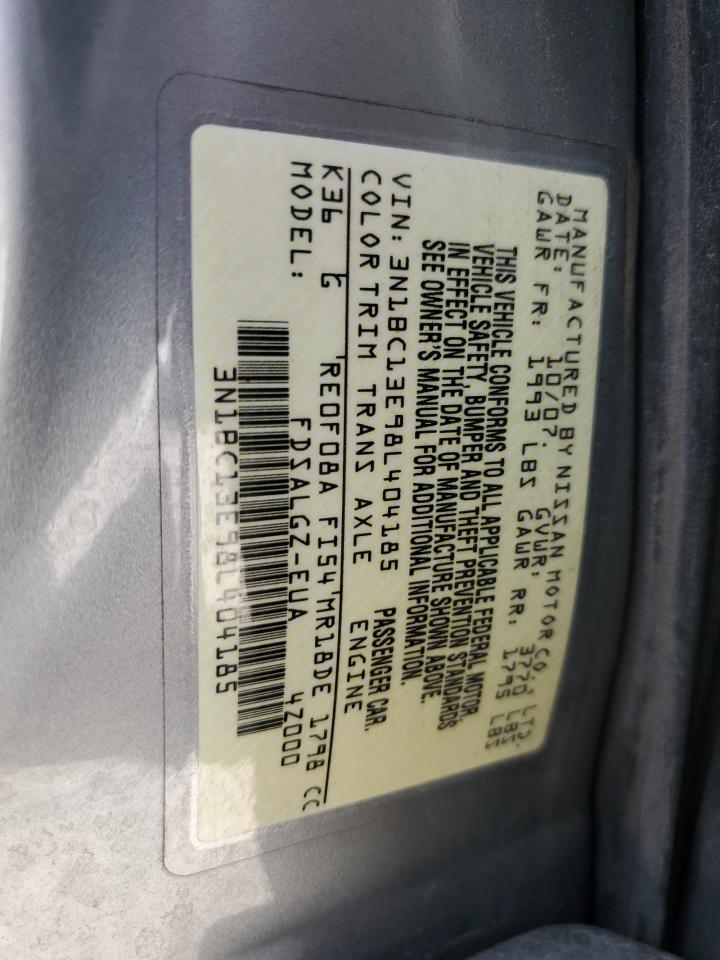 MANUFACTURED BY NISSAN MOTOR CO., LTD.
DATE: 10/07. GVWR: 3770 LBS
GAWR FR: 1993 LBS GAWR RR: 1795 LBS
THIS VEHICLE CONFORMS TO ALL APPLICABLE FEDERAL MOTOR
VEHICLE SAFETY, BUMPER AND THEFT PREVENTION STANDARDS
IN EFFECT ON THE DATE OF MANUFACTURE SHOWN ABOVE.
SEE OWNER'S MANUAL FOR ADDITIONAL INFORMATION.
VIN: 3N1BC13E98L404185 PASSENGER CAR.
COLOR TRIM TRANS AXLE ENGINE
K36 G RE0F08A FI54 MR18DE 1798 CC
MODEL: FDSALGZ-EUA 4Z000
3N1BC13E98L404185